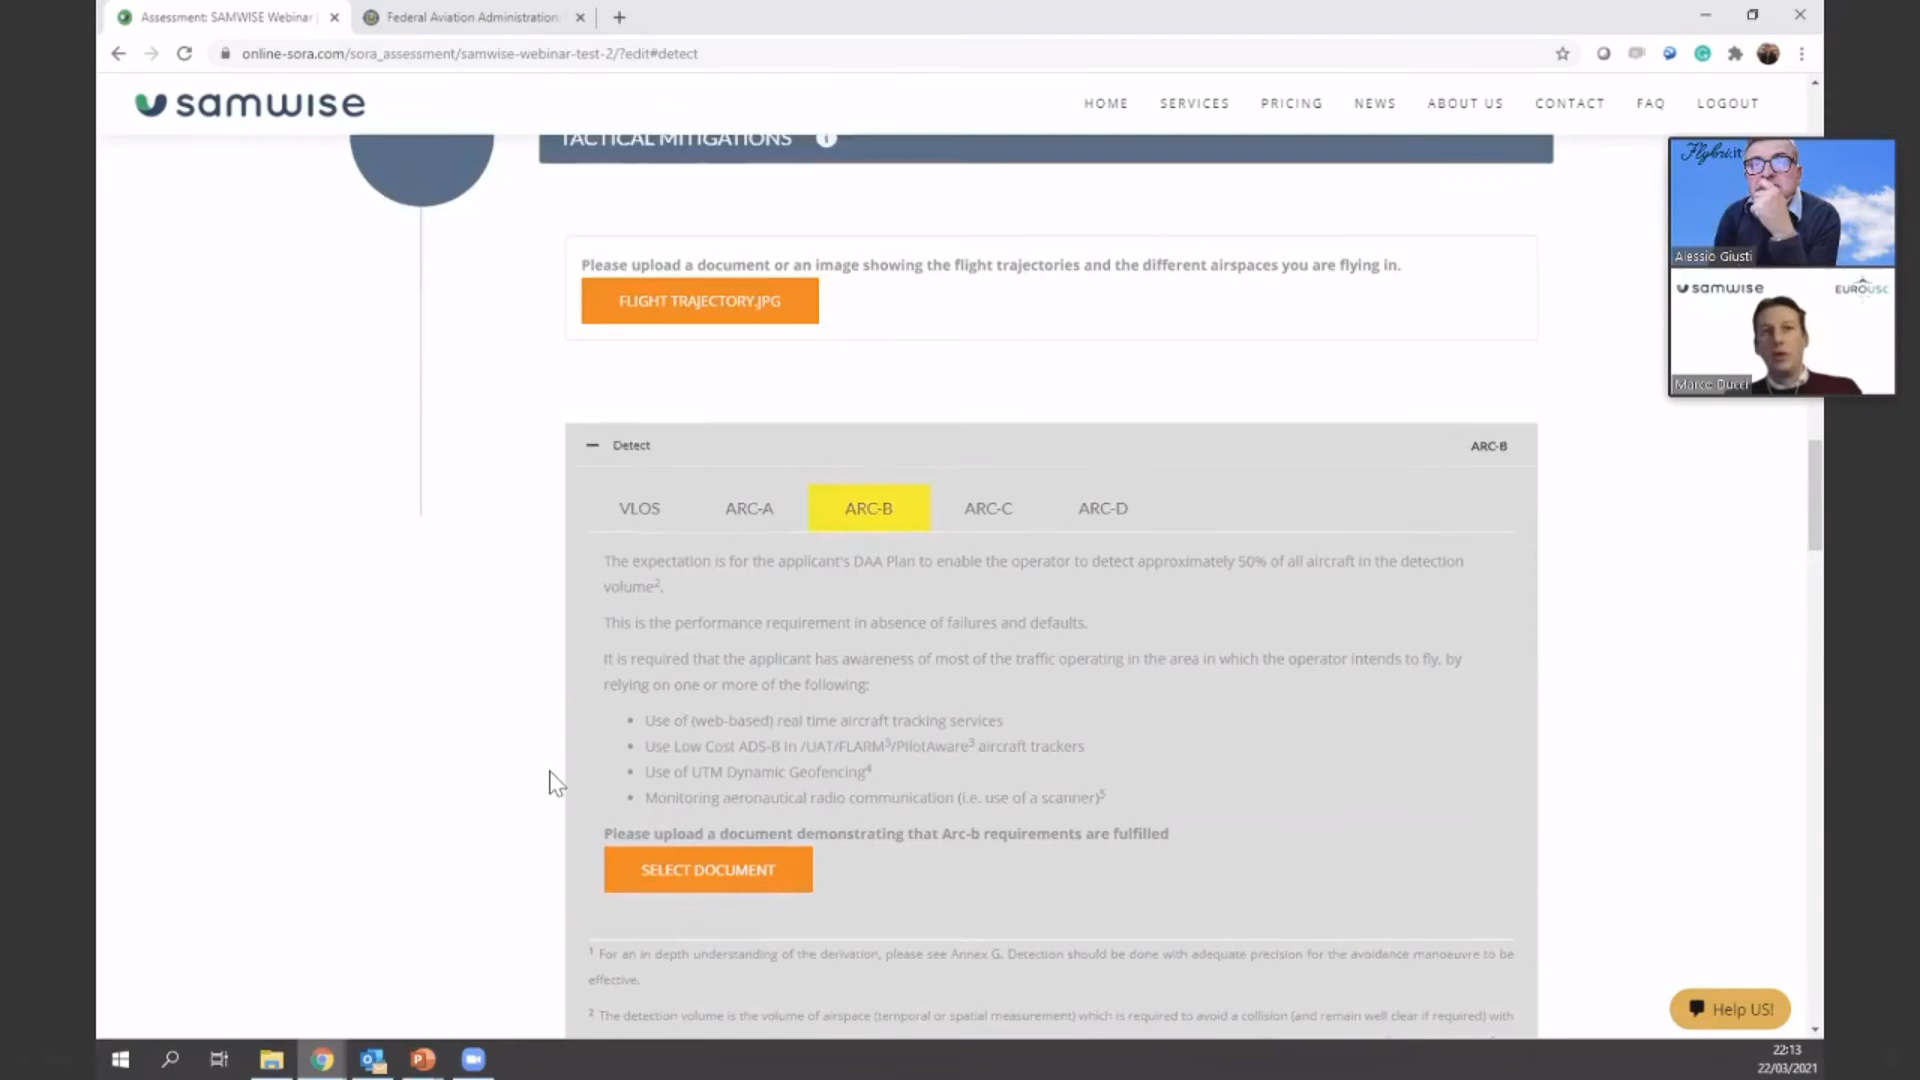 Assessment: SAMWISE Webinar
Federal Aviation Administration:
online-sora.com/sora_assessment/samwise-webinar-test-2/?edit#detect
samwise
HOME SERVICES PRICING NEWS ABOUT US CONTACT FAQ LOGOUT
TACTICAL MITIGATIONS
Flybri.it
Alessio Giusti
samwise EUROUSC
Marco Ducci
Please upload a document or an image showing the flight trajectories and the different airspaces you are flying in.
FLIGHT TRAJECTORY.JPG
Detect ARC-B
VLOS ARC-A ARC-B ARC-C ARC-D
The expectation is for the applicant's DAA Plan to enable the operator to detect approximately 50% of all aircraft in the detection
volume².
This is the performance requirement in absence of failures and defaults.
It is required that the applicant has awareness of most of the traffic operating in the area in which the operator intends to fly, by
relying on one or more of the following:
• Use of (web-based) real time aircraft tracking services
• Use Low Cost ADS-B In /UAT/FLARM³/PilotAware³ aircraft trackers
• Use of UTM Dynamic Geofencing⁴
• Monitoring aeronautical radio communication (i.e. use of a scanner)⁵
Please upload a document demonstrating that Arc-b requirements are fulfilled
SELECT DOCUMENT
¹ For an in depth understanding of the derivation, please see Annex G. Detection should be done with adequate precision for the avoidance manoeuvre to be
effective.
² The detection volume is the volume of airspace (temporal or spatial measurement) which is required to avoid a collision (and remain well clear if required) with
Help US!
22:13
22/03/2021